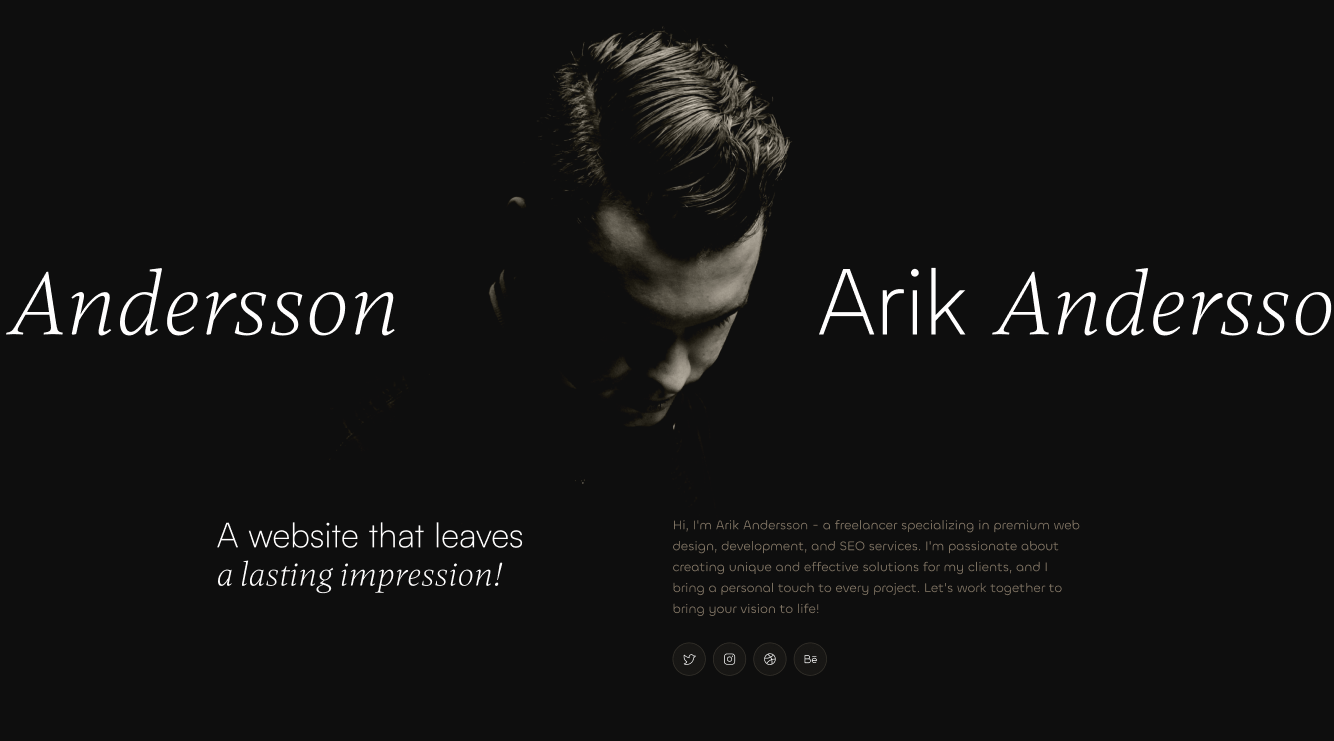 Andersson
Arik Andersso
A website that leaves
a lasting impression!
Hi, I'm Arik Andersson - a freelancer specializing in premium web
design, development, and SEO services. I'm passionate about
creating unique and effective solutions for my clients, and I
bring a personal touch to every project. Let's work together to
bring your vision to life!
Bē